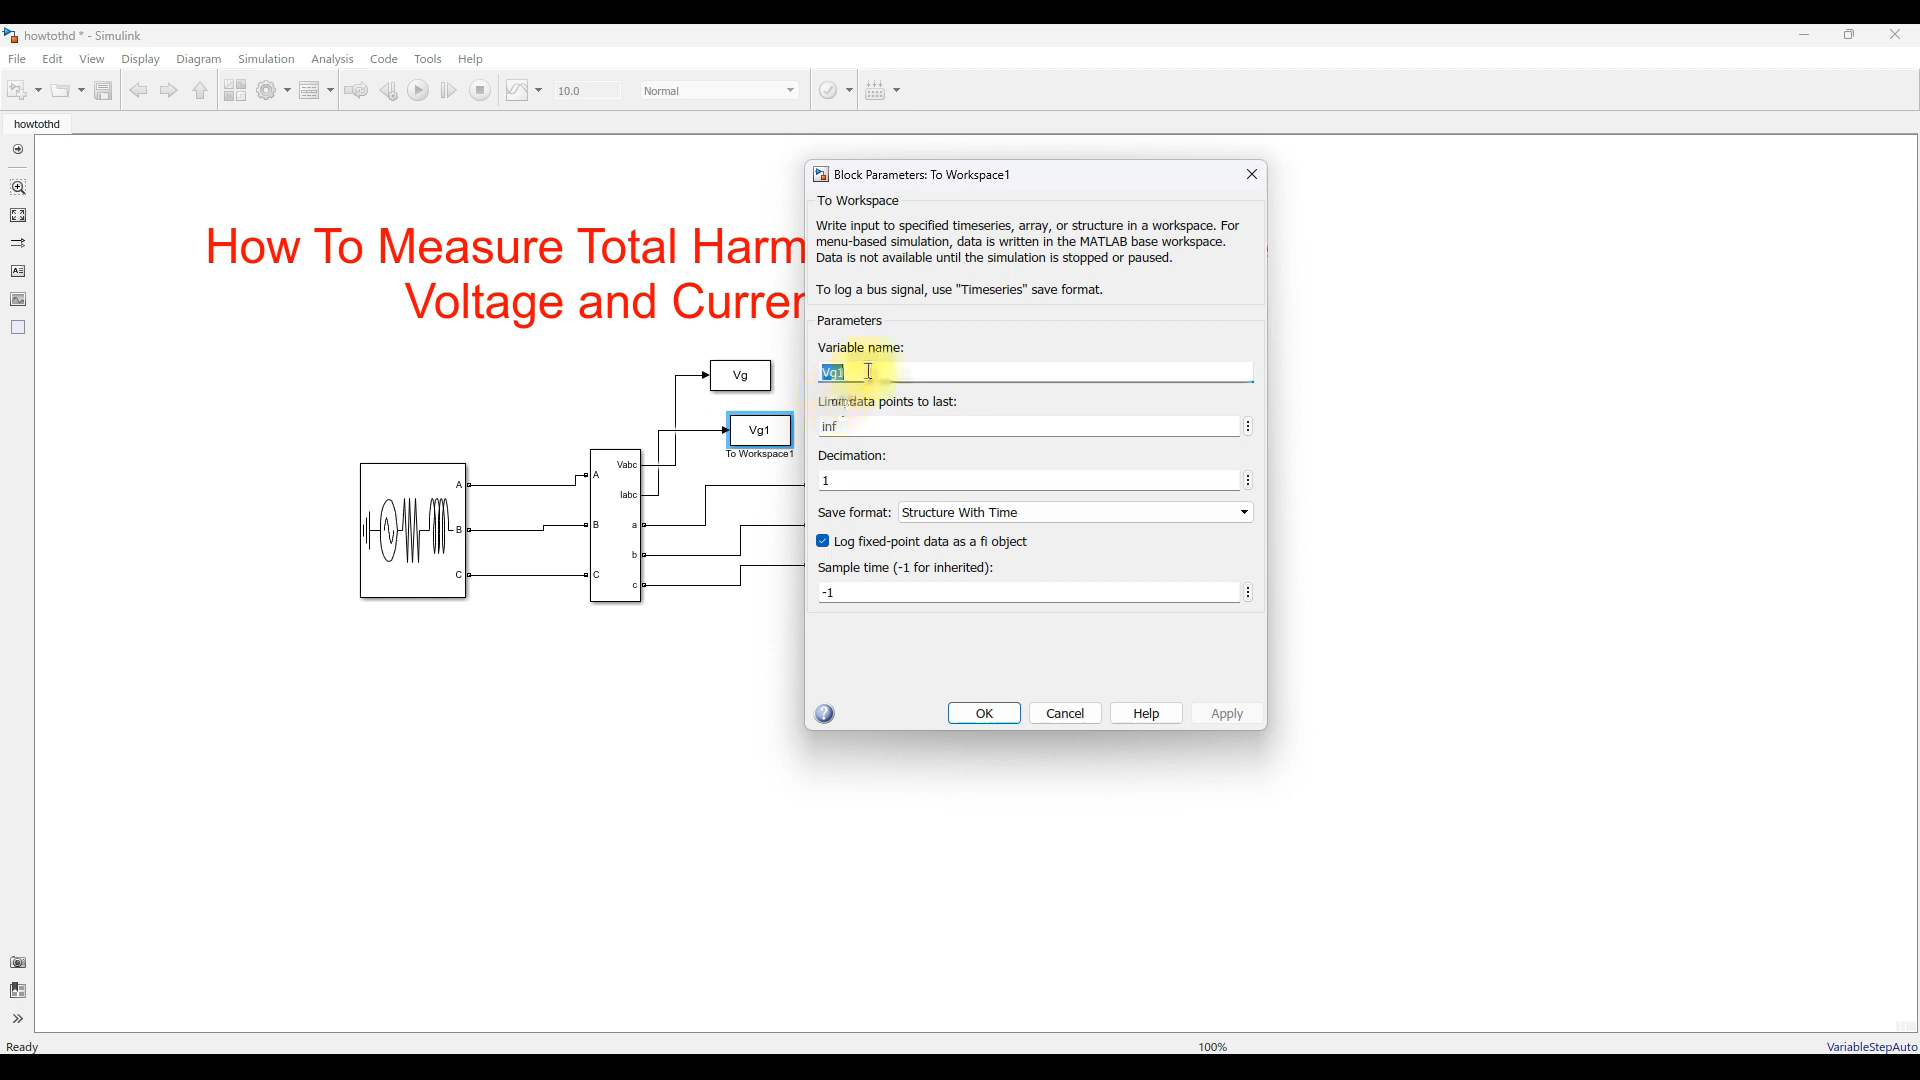 howtothd * - Simulink
File Edit View Display Diagram Simulation Analysis Code Tools Help
10.0 Normal
howtothd
How To Measure Total Harm
Voltage and Curren
Vg
Vg1
To Workspace1
A
B
C
A
B
C
Vabc
Iabc
a
b
c
Block Parameters: To Workspace1
To Workspace
Write input to specified timeseries, array, or structure in a workspace. For
menu-based simulation, data is written in the MATLAB base workspace.
Data is not available until the simulation is stopped or paused.
To log a bus signal, use "Timeseries" save format.
Parameters
Variable name:
Vg1
Limit data points to last:
inf
Decimation:
1
Save format: Structure With Time
Log fixed-point data as a fi object
Sample time (-1 for inherited):
-1
OK Cancel Help Apply
Ready 100% VariableStepAuto